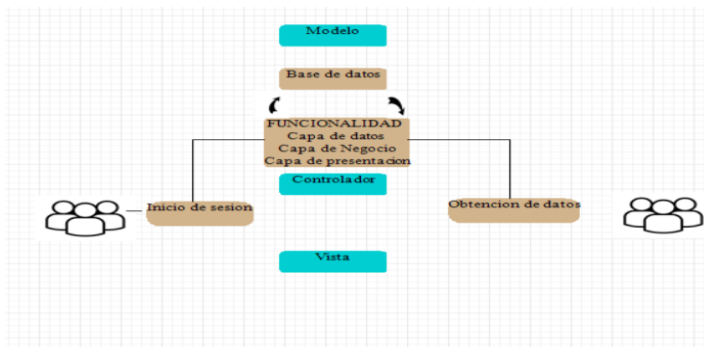 Modelo
Base de datos
FUNCIONALIDAD
Capa de datos
Capa de Negocio
Capa de presentacion
Controlador
Inicio de sesion
Obtencion de datos
Vista